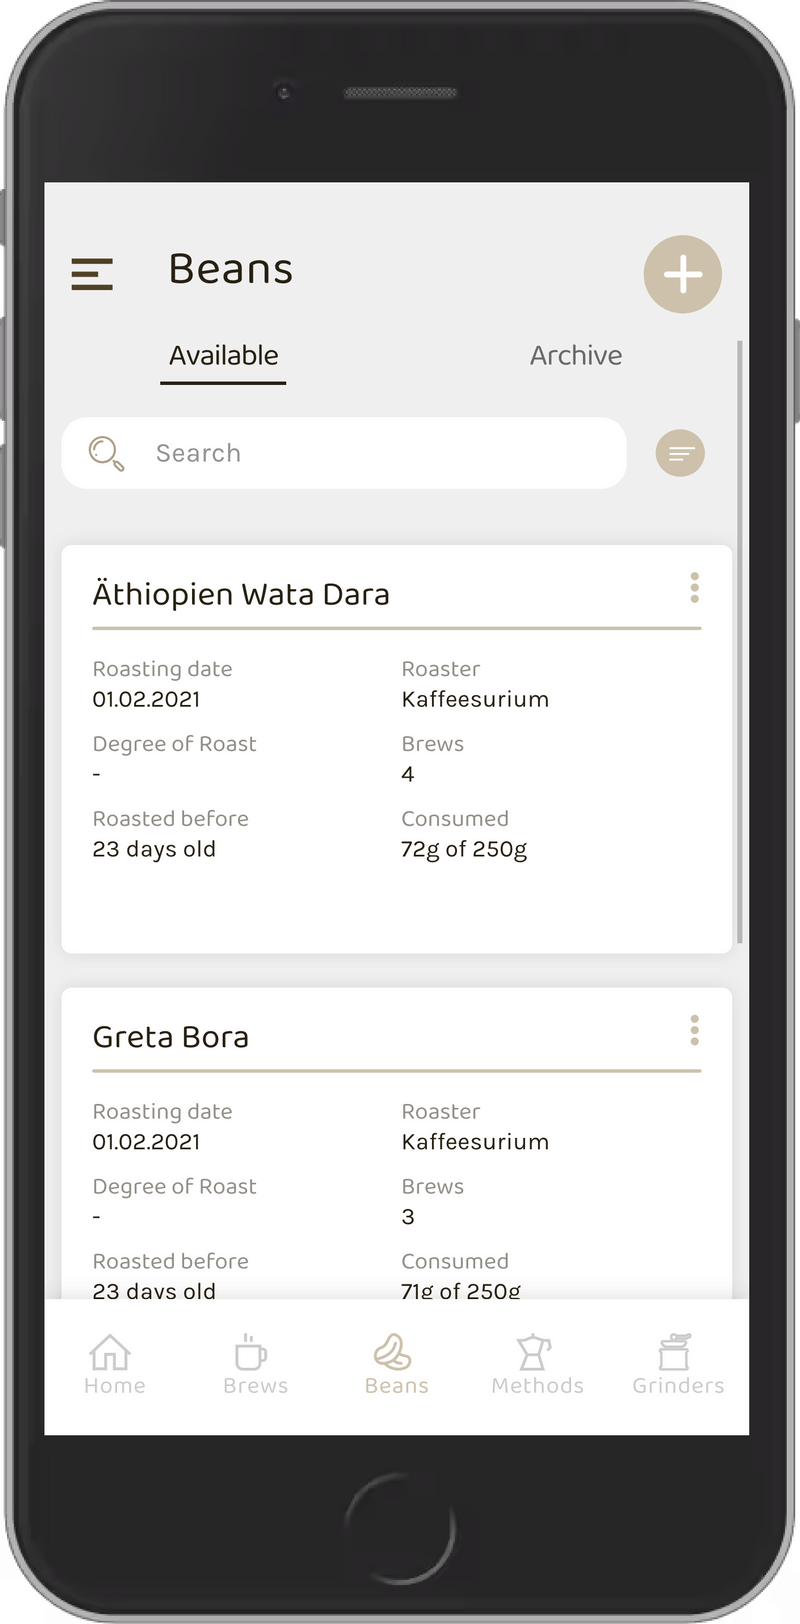 Beans
Available Archive
Search
Äthiopien Wata Dara
Roasting date Roaster
01.02.2021 Kaffeesurium
Degree of Roast Brews
- 4
Roasted before Consumed
23 days old 72g of 250g
Greta Bora
Roasting date Roaster
01.02.2021 Kaffeesurium
Degree of Roast Brews
- 3
Roasted before Consumed
23 days old 71g of 250g
Home Brews Beans Methods Grinders